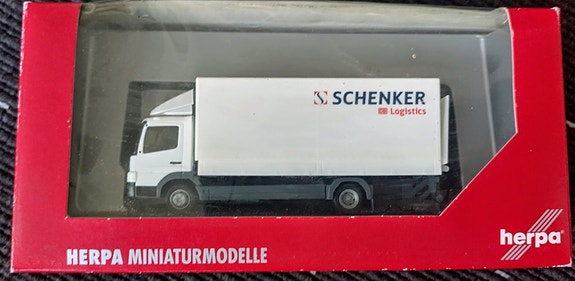 SCHENKER
DB Logistics
HERPA MINIATURMODELLE
herpa